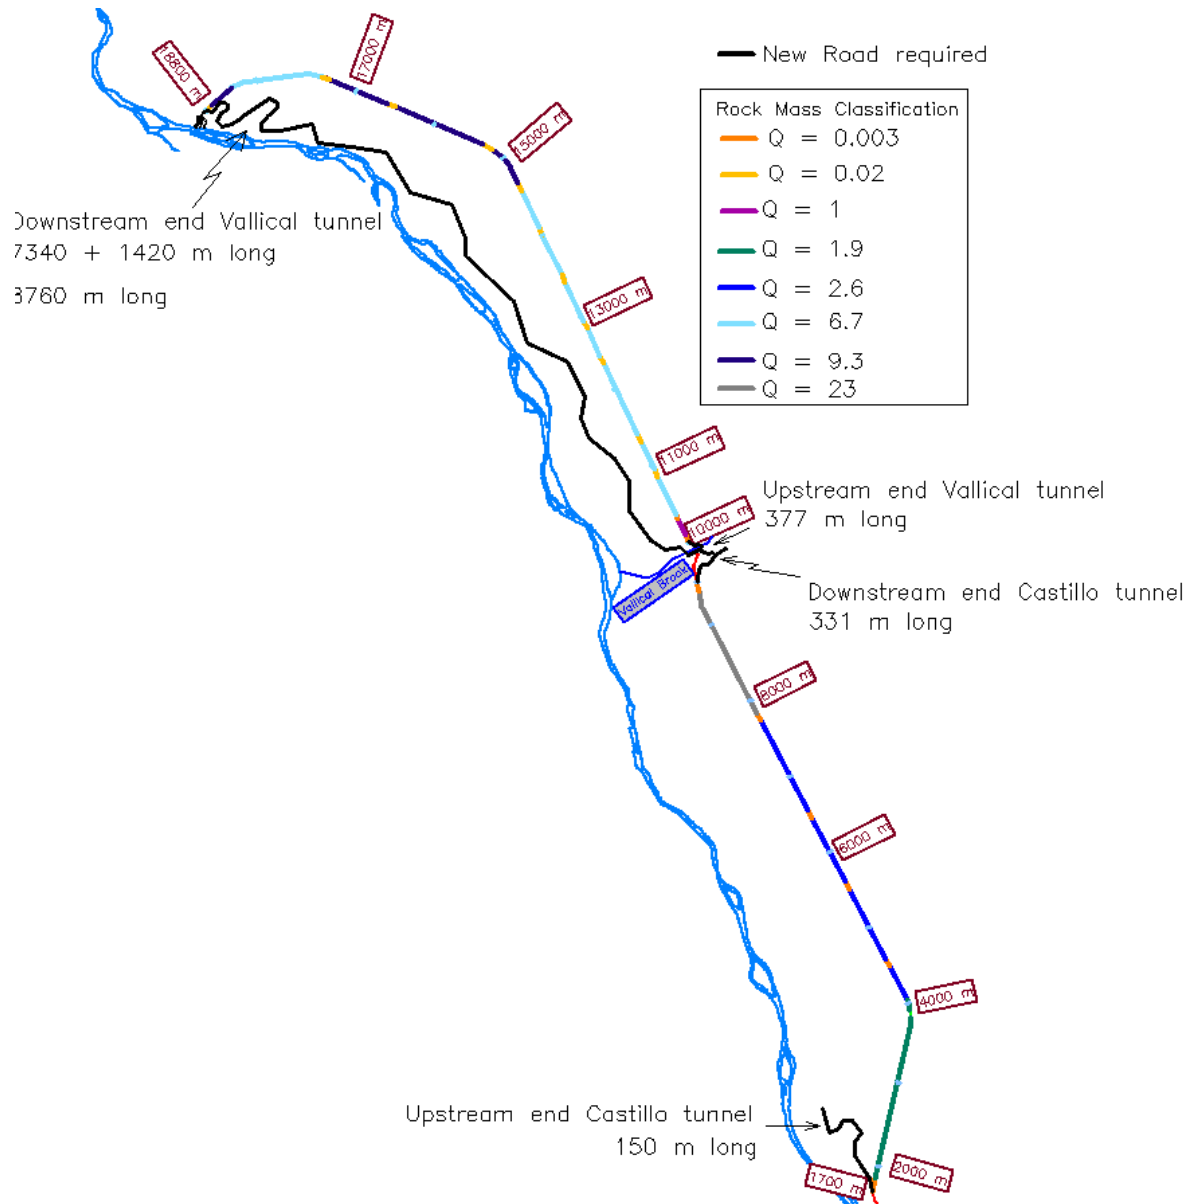 18800 m
17000 m
New Road required
Rock Mass Classification
Q = 0.003
Q = 0.02
Q = 1
Q = 1.9
Q = 2.6
Q = 6.7
Q = 9.3
Q = 23
15000 m
Downstream end Vallical tunnel
7340 + 1420 m long
8760 m long
13000 m
11000 m
10000 m
Upstream end Vallical tunnel
377 m long
Vallical Brook
Downstream end Castillo tunnel
331 m long
8000 m
6000 m
4000 m
Upstream end Castillo tunnel
150 m long
1700 m
2000 m